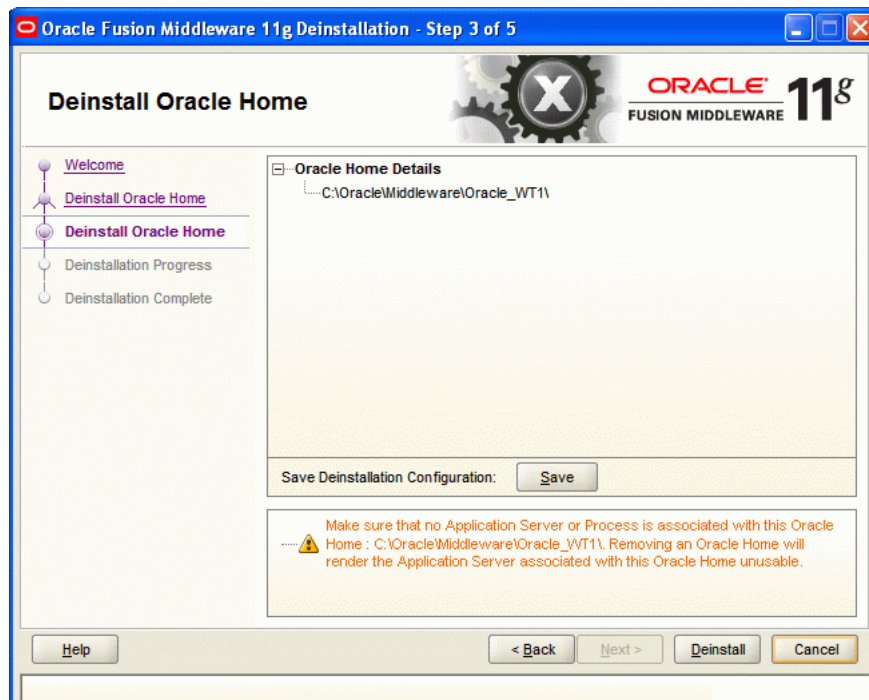 Oracle Fusion Middleware 11g Deinstallation - Step 3 of 5
Deinstall Oracle Home
ORACLE
FUSION MIDDLEWARE
11g
Welcome
Deinstall Oracle Home
Deinstall Oracle Home
Deinstallation Progress
Deinstallation Complete
Oracle Home Details
C:\Oracle\Middleware\Oracle_WT1\
Save Deinstallation Configuration:
Save
Make sure that no Application Server or Process is associated with this Oracle
Home : C:\Oracle\Middleware\Oracle_WT1\. Removing an Oracle Home will
render the Application Server associated with this Oracle Home unusable.
Help
< Back
Next >
Deinstall
Cancel